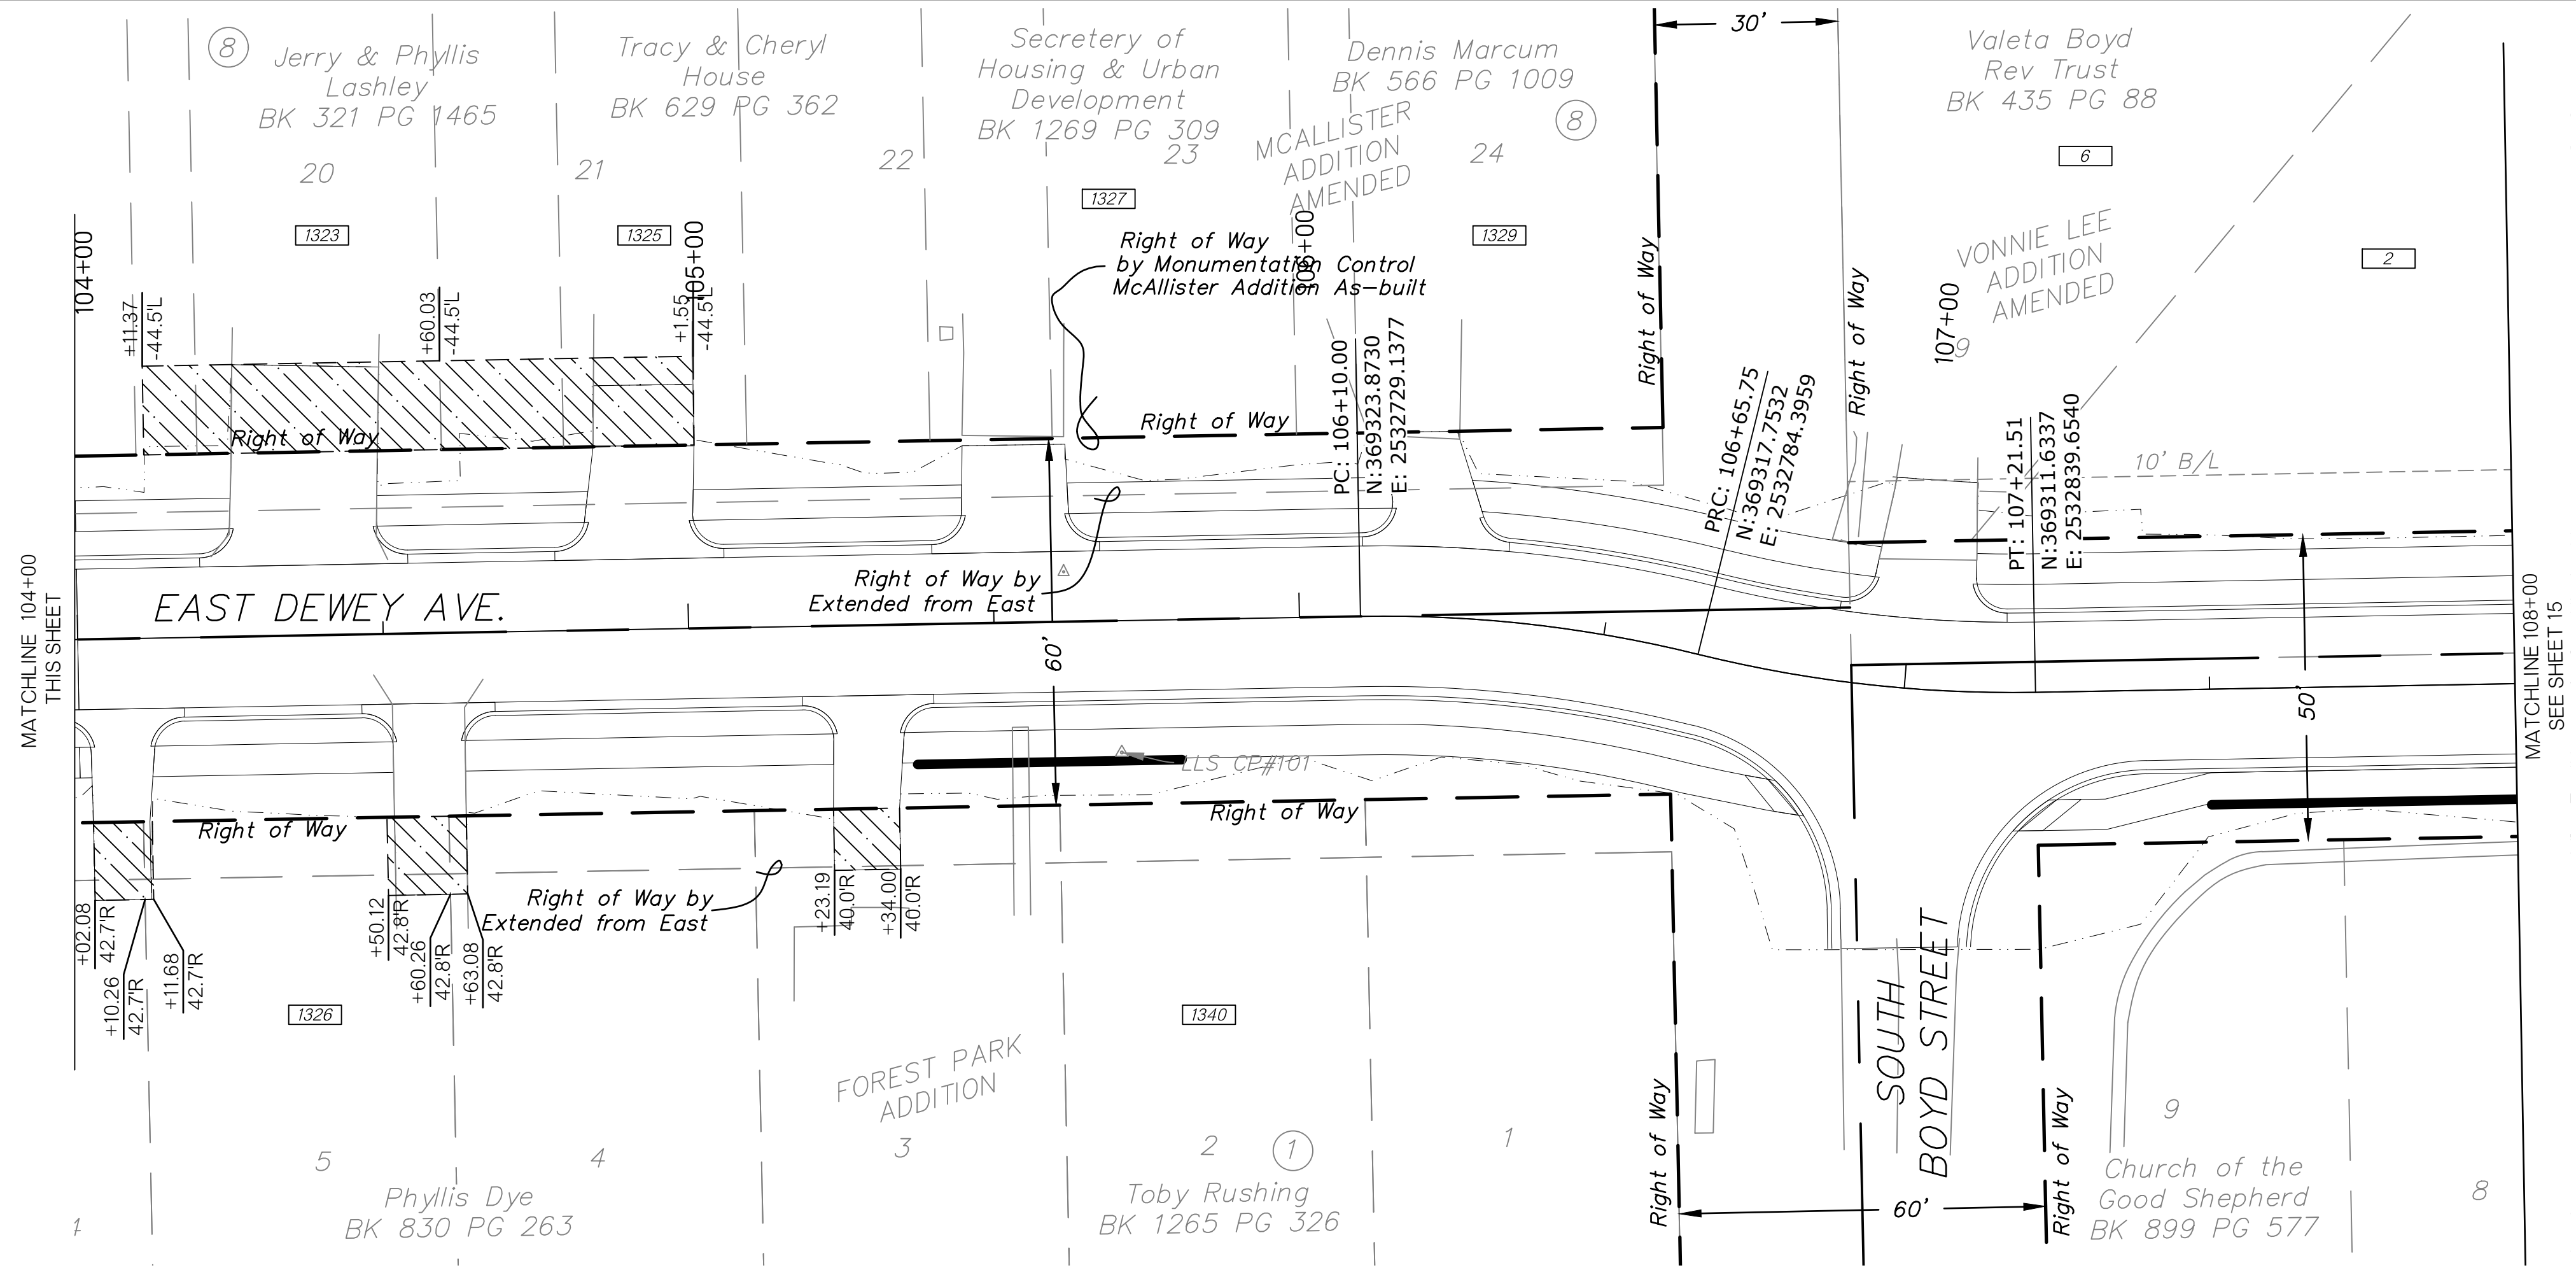 8
Jerry & Phyllis
Lashley
BK 321 PG 1465
Tracy & Cheryl
House
BK 629 PG 362
Secretery of
Housing & Urban
Development
BK 1269 PG 309
Dennis Marcum
BK 566 PG 1009
8
30'
Valeta Boyd
Rev Trust
BK 435 PG 88
MCALLISTER
ADDITION
AMENDED
20
21
22
23
24
6
1327
1323
1325
1329
2
VONNIE LEE
ADDITION
AMENDED
9
104+00
105+00
106+00
107+00
Right of Way
by Monumentation Control
McAllister Addition As-built
Right of Way
Right of Way
+11.37
-44.5'L
+60.03
-44.5'L
+1.55
-44.5'L
Right of Way
Right of Way
PC: 106+10.00
N:369323.8730
E: 2532729.1377
PRC: 106+65.75
N:369317.7532
E: 2532784.3959
PT: 107+21.51
N:369311.6337
E: 2532839.6540
10' B/L
MATCHLINE 104+00
THIS SHEET
EAST DEWEY AVE.
Right of Way by
Extended from East
60'
50'
MATCHLINE 108+00
SEE SHEET 15
LLS CP#101
Right of Way
Right of Way
Right of Way by
Extended from East
+02.08
42.7'R
+10.26
42.7'R
+11.68
42.7'R
+50.12
42.8'R
+60.26
42.8'R
+63.08
42.8'R
+23.19
40.0'R
+34.00
40.0'R
1326
1340
FOREST PARK
ADDITION
SOUTH
BOYD STREET
Right of Way
Right of Way
5
4
3
2
1
1
9
8
Phyllis Dye
BK 830 PG 263
Toby Rushing
BK 1265 PG 326
60'
Church of the
Good Shepherd
BK 899 PG 577